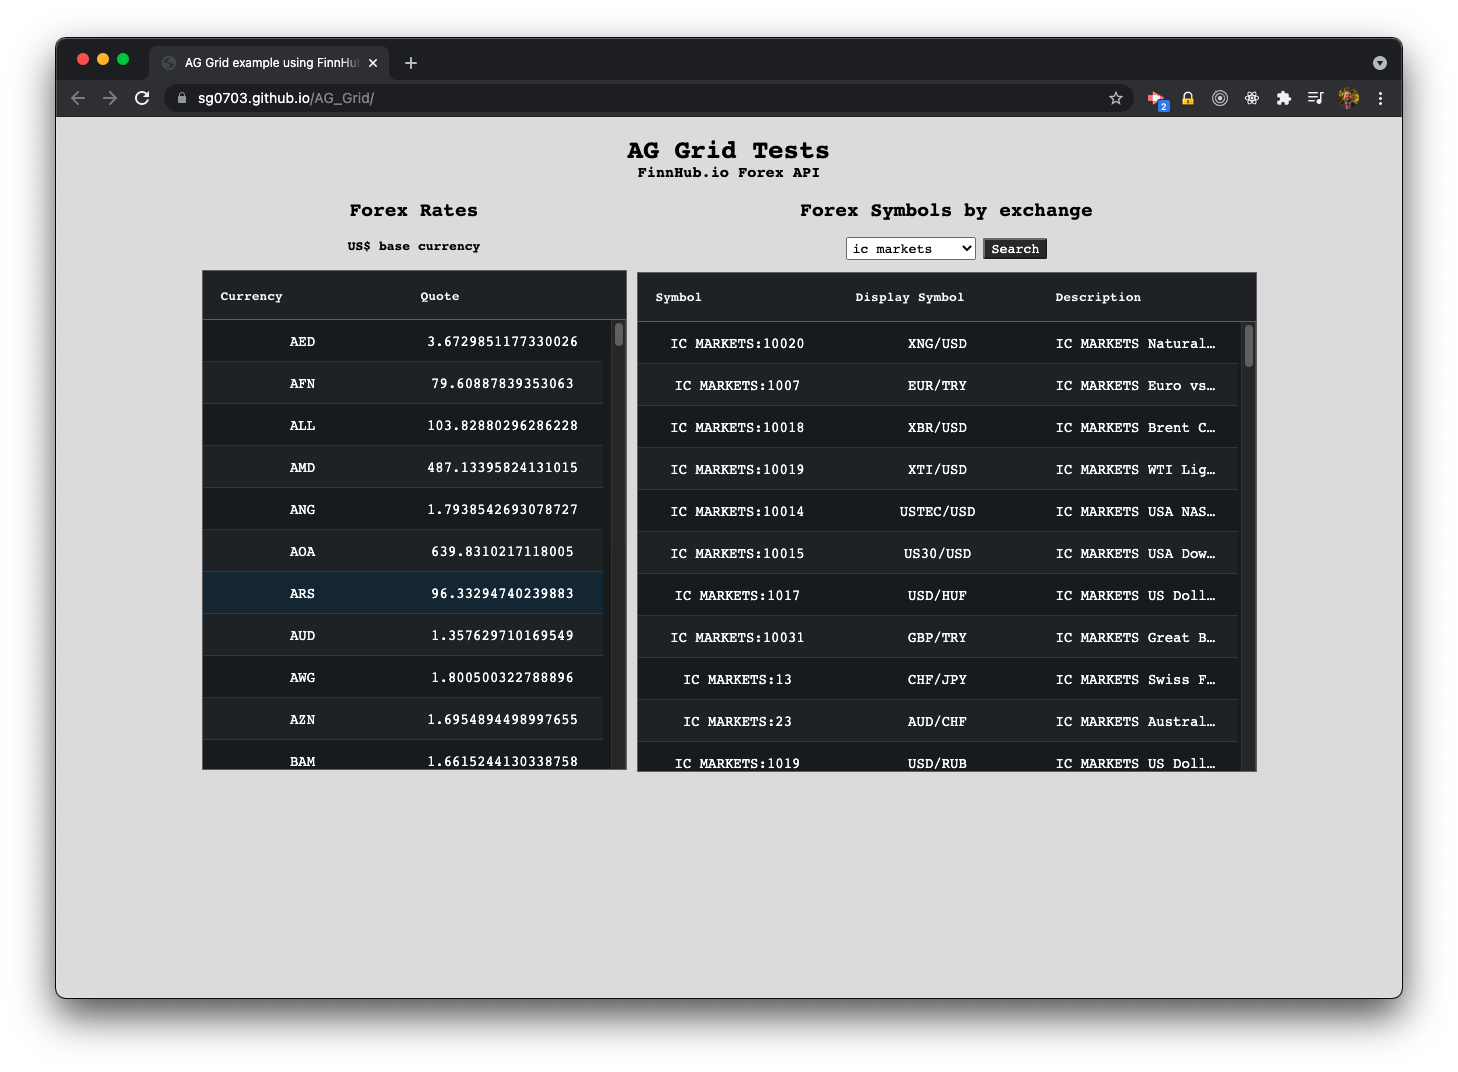 AG Grid example using FinnHu
sg0703.github.io/AG_Grid/
2
AG Grid Tests
FinnHub.io Forex API
Forex Rates
US$ base currency
Currency Quote
AED 3.6729851177330026
AFN 79.60887839353063
ALL 103.82880296286228
AMD 487.13395824131015
ANG 1.7938542693078727
AOA 639.8310217118005
ARS 96.33294740239883
AUD 1.357629710169549
AWG 1.800500322788896
AZN 1.6954894498997655
BAM 1.6615244130338758
Forex Symbols by exchange
ic markets Search
Symbol Display Symbol Description
IC MARKETS:10020 XNG/USD IC MARKETS Natural…
IC MARKETS:1007 EUR/TRY IC MARKETS Euro vs…
IC MARKETS:10018 XBR/USD IC MARKETS Brent C…
IC MARKETS:10019 XTI/USD IC MARKETS WTI Lig…
IC MARKETS:10014 USTEC/USD IC MARKETS USA NAS…
IC MARKETS:10015 US30/USD IC MARKETS USA Dow…
IC MARKETS:1017 USD/HUF IC MARKETS US Doll…
IC MARKETS:10031 GBP/TRY IC MARKETS Great B…
IC MARKETS:13 CHF/JPY IC MARKETS Swiss F…
IC MARKETS:23 AUD/CHF IC MARKETS Austral…
IC MARKETS:1019 USD/RUB IC MARKETS US Doll…